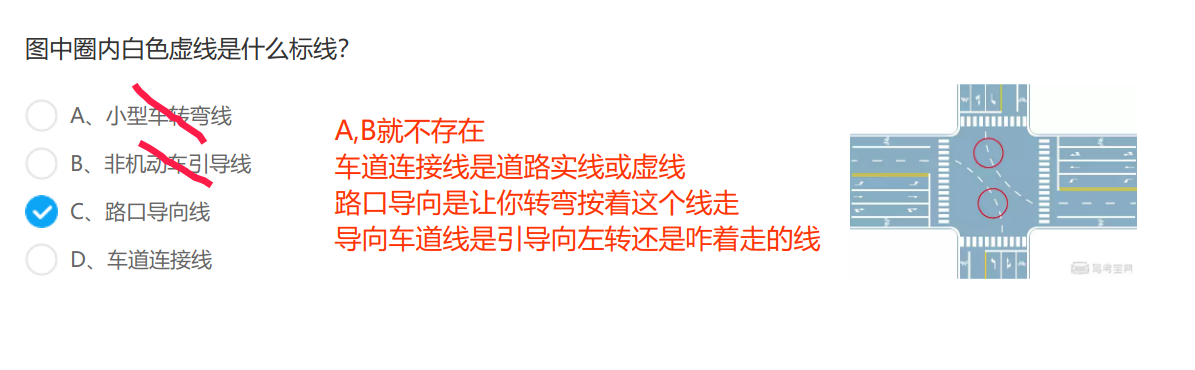 图中圈内白色虚线是什么标线?
A、小型车转弯线
B、非机动车引导线
C、路口导向线
D、车道连接线
A,B就不存在
车道连接线是道路实线或虚线
路口导向是让你转弯按着这个线走
导向车道线是引导向左转还是咋着走的线
驾考宝典